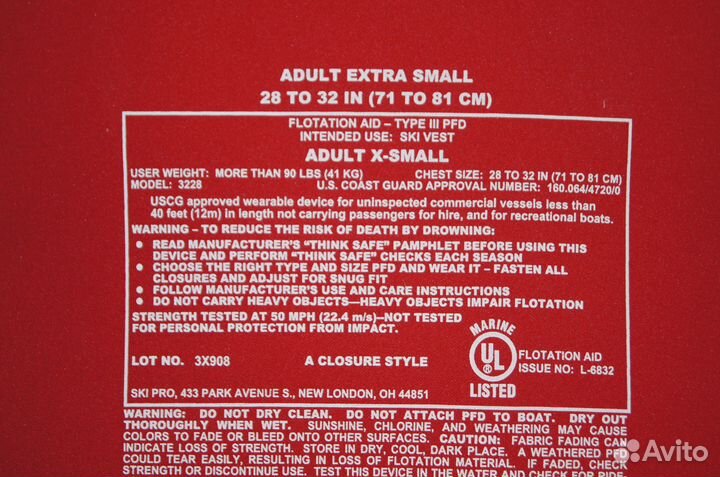 ADULT EXTRA SMALL
28 TO 32 IN (71 TO 81 CM)
FLOTATION AID – TYPE III PFD
INTENDED USE: SKI VEST
ADULT X-SMALL
USER WEIGHT: MORE THAN 90 LBS (41 KG) CHEST SIZE: 28 TO 32 IN (71 TO 81 CM)
MODEL: 3228 U.S. COAST GUARD APPROVAL NUMBER: 160.064/4720/0
USCG approved wearable device for uninspected commercial vessels less than
40 feet (12m) in length not carrying passengers for hire, and for recreational boats.
WARNING – TO REDUCE THE RISK OF DEATH BY DROWNING:
● READ MANUFACTURER'S "THINK SAFE" PAMPHLET BEFORE USING THIS
DEVICE AND PERFORM "THINK SAFE" CHECKS EACH SEASON
● CHOOSE THE RIGHT TYPE AND SIZE PFD AND WEAR IT – FASTEN ALL
CLOSURES AND ADJUST FOR SNUG FIT
● FOLLOW MANUFACTURER'S USE AND CARE INSTRUCTIONS
● DO NOT CARRY HEAVY OBJECTS—HEAVY OBJECTS IMPAIR FLOTATION
STRENGTH TESTED AT 50 MPH (22.4 m/s)--NOT TESTED
FOR PERSONAL PROTECTION FROM IMPACT.
MARINE
UL
LISTED
LOT NO. 3X908 A CLOSURE STYLE FLOTATION AID
ISSUE NO: L-6832
SKI PRO, 433 PARK AVENUE S., NEW LONDON, OH 44851
WARNING: DO NOT DRY CLEAN. DO NOT ATTACH PFD TO BOAT. DRY OUT
THOROUGHLY WHEN WET. SUNSHINE, CHLORINE, AND WEATHERING MAY CAUSE
COLORS TO FADE OR BLEED ONTO OTHER SURFACES. CAUTION: FABRIC FADING CAN
INDICATE LOSS OF STRENGTH. STORE IN DRY, COOL, DARK PLACE. A WEATHERED PFD
COULD TEAR EASILY, RESULTING IN LOSS OF FLOTATION MATERIAL. IF FADED, CHECK
STRENGTH OR DISCONTINUE USE. TEST THIS DEVICE IN THE WATER AND CHECK FOR RIDE-
Avito